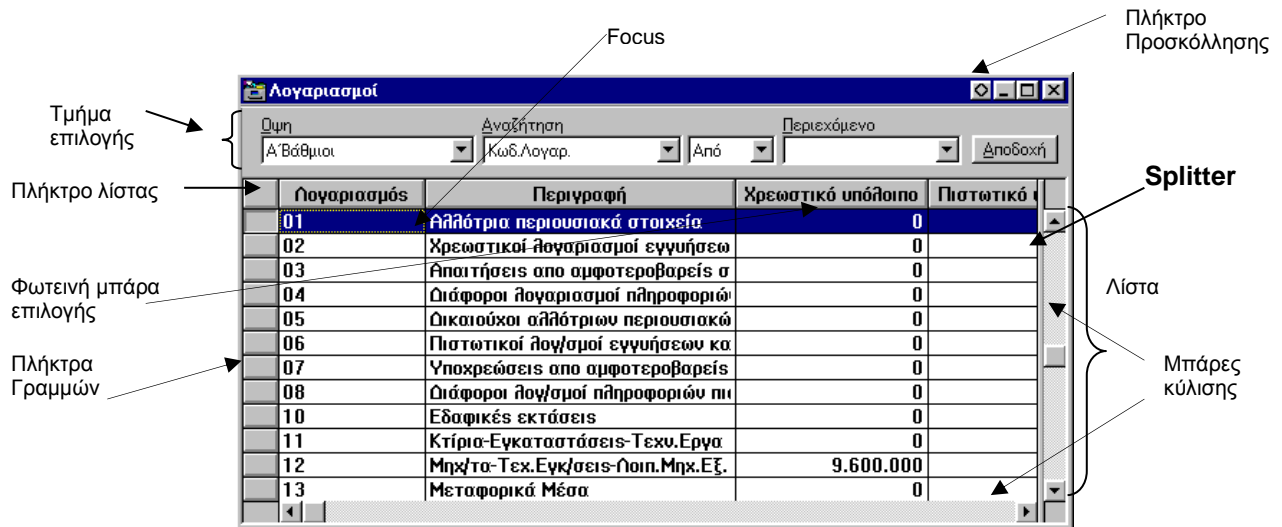 Πλήκτρο
Προσκόλλησης
Focus
Τμήμα
επιλογής
Λογαριασμοί
Οψη
Αναζήτηση
Περιεχόμενο
Α΄Βάθμιοι
Κωδ.Λογαρ.
Από
Αποδοχή
Πλήκτρο λίστας
Splitter
Λογαριασμός Περιγραφή Χρεωστικό υπόλοιπο Πιστωτικό
01 Αλλότρια περιουσιακά στοιχεία 0
02 Χρεωστικοί λογαριασμοί εγγυήσεω 0
03 Απαιτήσεις απο αμφοτεροβαρείς σ 0
04 Διάφοροι λογαριασμοί πληροφοριώ 0
05 Δικαιούχοι αλλότριων περιουσιακώ 0
06 Πιστωτικοί λογ/σμοί εγγυήσεων κα 0
07 Υποχρεώσεις απο αμφοτεροβαρείς 0
08 Διάφοροι λογ/σμοί πληροφοριών πι 0
10 Εδαφικές εκτάσεις 0
11 Κτίρια-Εγκαταστάσεις-Τεχν.Εργα 0
12 Μηχ/τα-Τεχ.Εγκ/σεις-Λοιπ.Μηχ.Εξ. 9.600.000
13 Μεταφορικά Μέσα 0
Φωτεινή μπάρα
επιλογής
Λίστα
Πλήκτρα
Γραμμών
Μπάρες
κύλισης